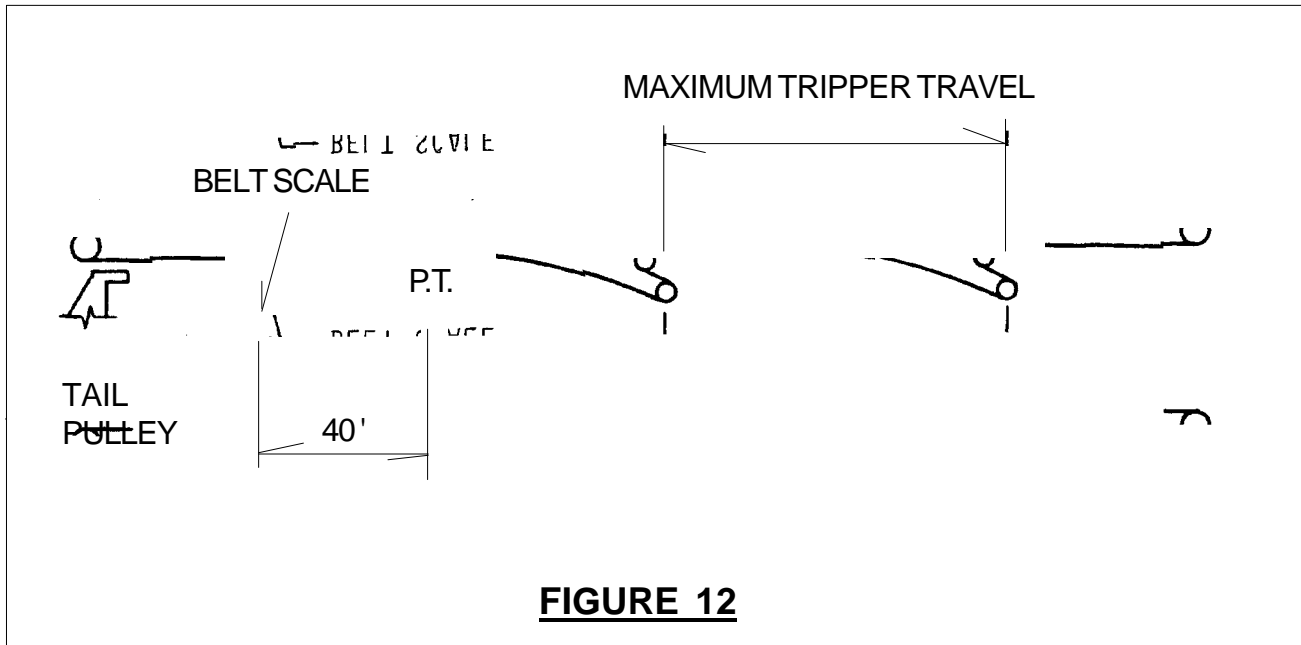 MAXIMUM TRIPPER TRAVEL
BELT SCALE
P.T.
TAIL
PULLEY
40'
FIGURE 12